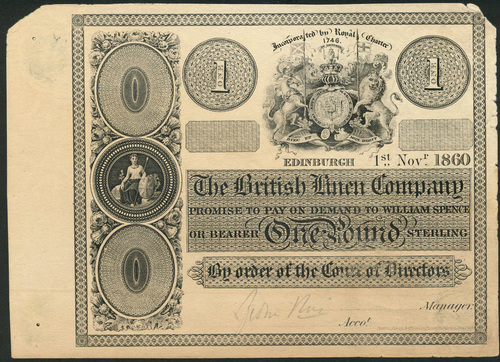 Incorporated by Royal Charter
1746.
1
1
EDINBURGH 1st Novr. 1860
The British Linen Company
PROMISE TO PAY ON DEMAND TO WILLIAM SPENCE
OR BEARER One Pound STERLING
By order of the Court of Directors
Manager
Accot.